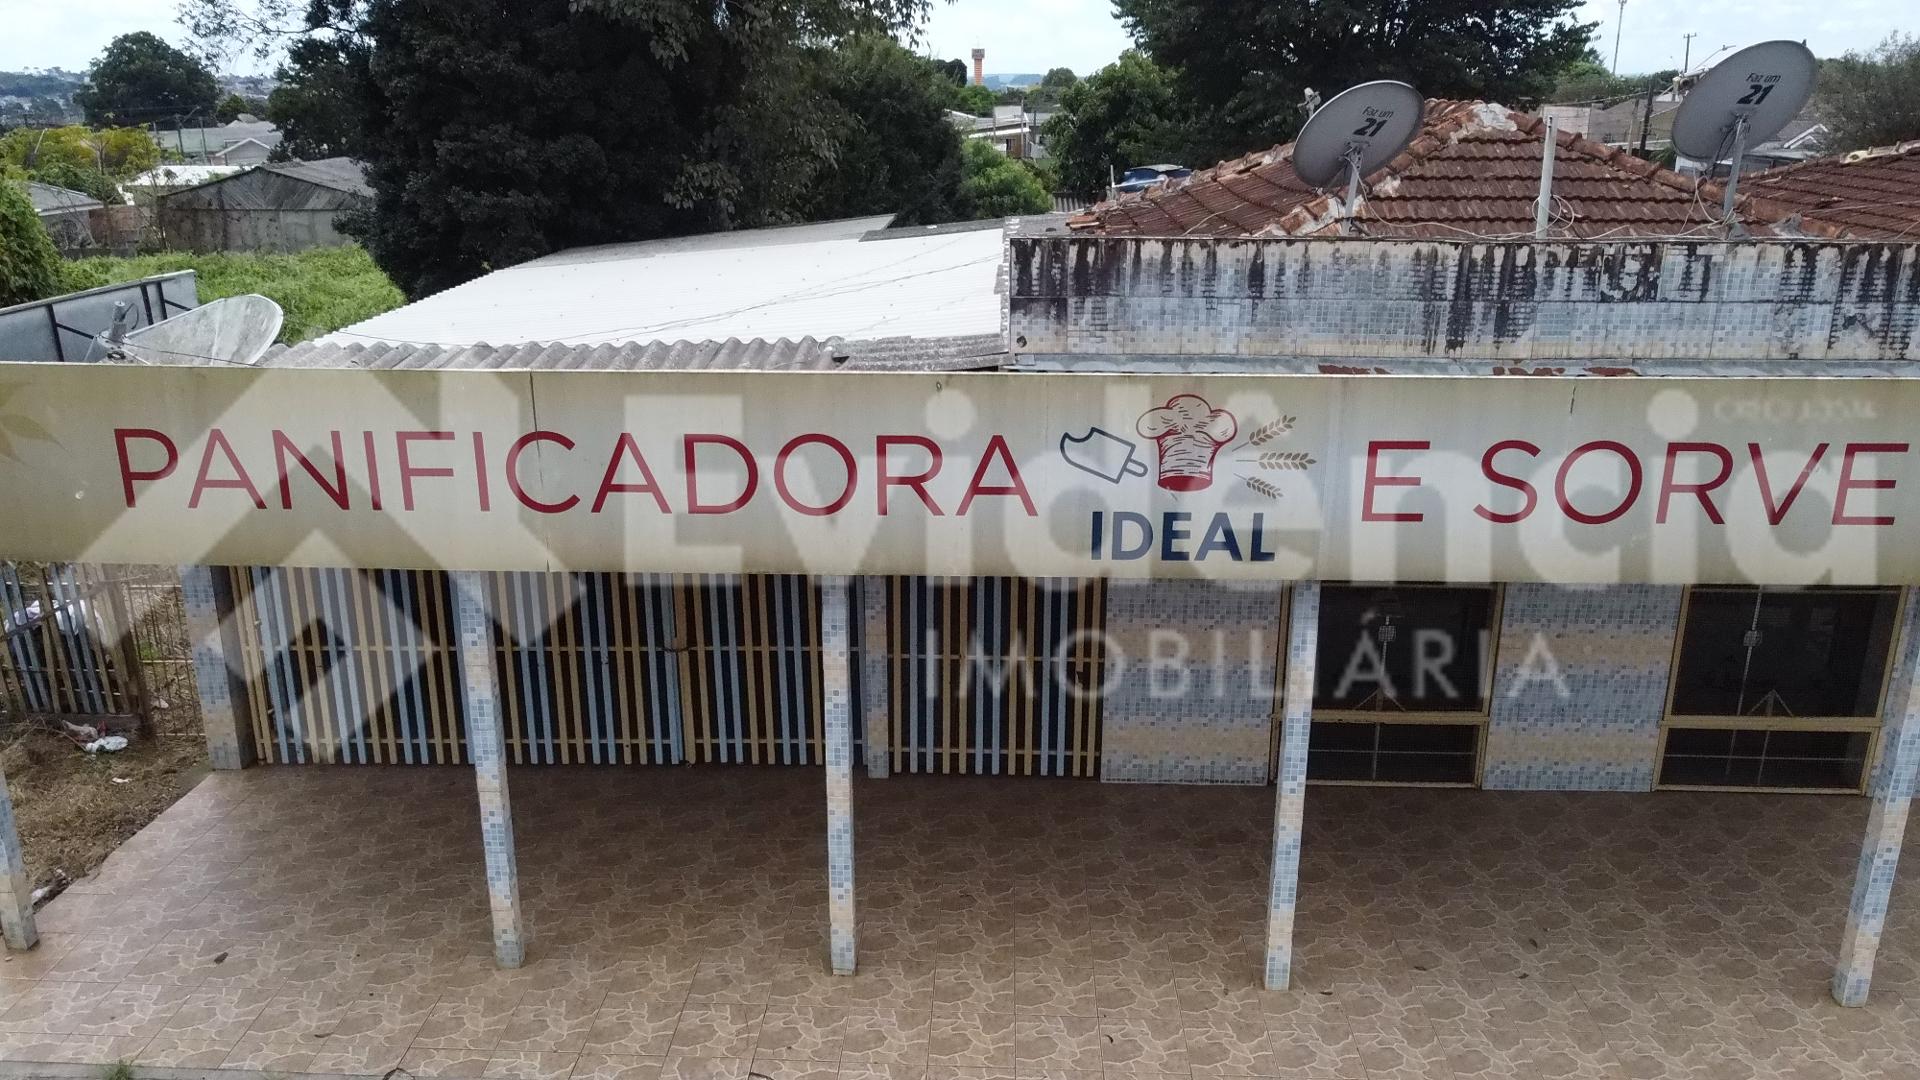 Faz um
21
Faz um
21
PANIFICADORA
IDEAL
E SORVE
Evidência
IMOBILIÁRIA